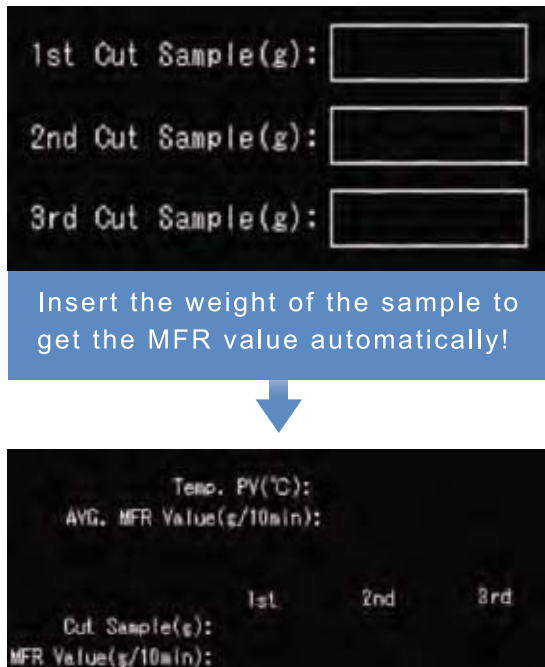 1st Cut Sample(g):
2nd Cut Sample(g):
3rd Cut Sample(g):
Insert the weight of the sample to
get the MFR value automatically!
Temp. PV(℃):
AVG. MFR Value(g/10min):
1st 2nd 3rd
Cut Sample(g):
MFR Value(g/10min):